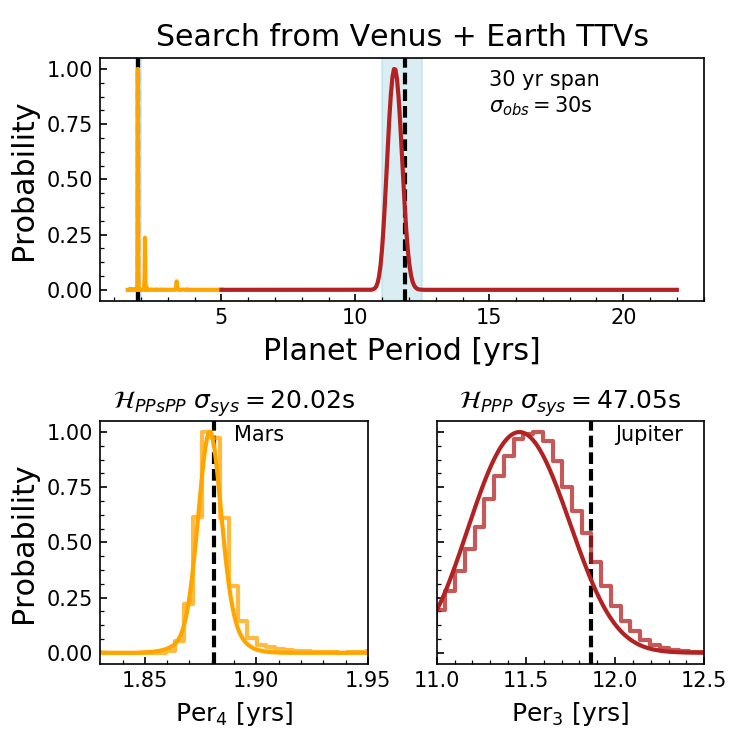 Search from Venus + Earth TTVs
Probability
1.00
0.75
0.50
0.25
0.00
30 yr span
σ_obs = 30s
5 10 15 20
Planet Period [yrs]
ℋ_PPsPP σ_sys = 20.02s
Probability
1.00
0.75
0.50
0.25
0.00
Mars
1.85 1.90 1.95
Per_4 [yrs]
ℋ_PPP σ_sys = 47.05s
Jupiter
11.0 11.5 12.0 12.5
Per_3 [yrs]